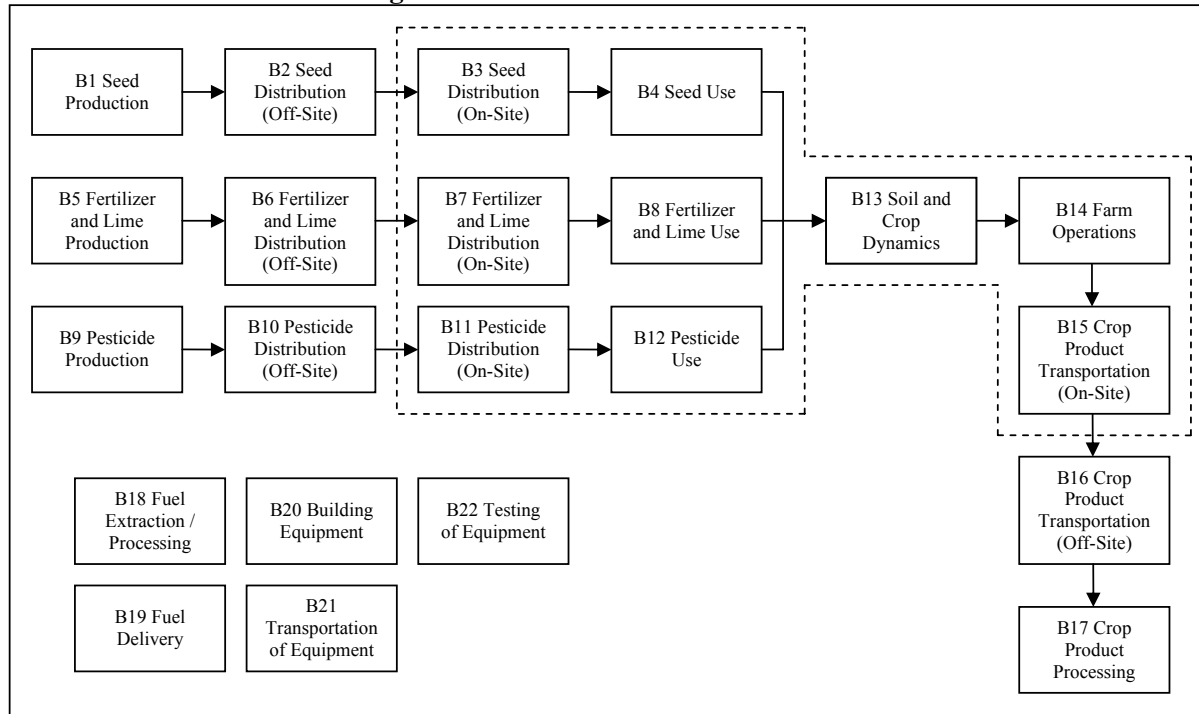 B1 Seed
Production
B2 Seed
Distribution
(Off-Site)
B3 Seed
Distribution
(On-Site)
B4 Seed Use
B5 Fertilizer
and Lime
Production
B6 Fertilizer
and Lime
Distribution
(Off-Site)
B7 Fertilizer
and Lime
Distribution
(On-Site)
B8 Fertilizer
and Lime Use
B13 Soil and
Crop
Dynamics
B14 Farm
Operations
B9 Pesticide
Production
B10 Pesticide
Distribution
(Off-Site)
B11 Pesticide
Distribution
(On-Site)
B12 Pesticide
Use
B15 Crop
Product
Transportation
(On-Site)
B18 Fuel
Extraction /
Processing
B20 Building
Equipment
B22 Testing
of Equipment
B16 Crop
Product
Transportation
(Off-Site)
B19 Fuel
Delivery
B21
Transportation
of Equipment
B17 Crop
Product
Processing